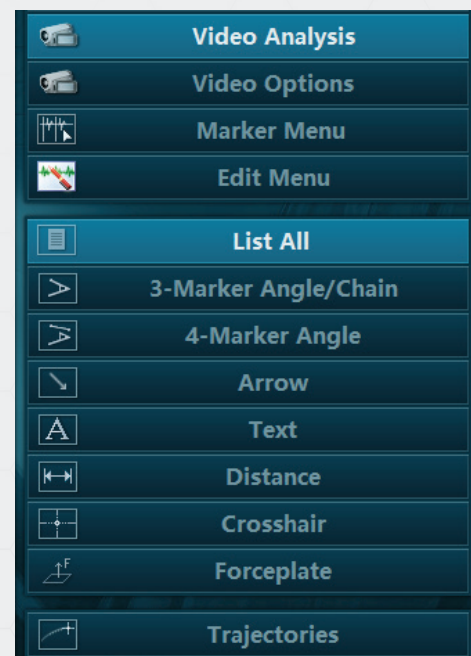 Video Analysis
Video Options
Marker Menu
Edit Menu
List All
3-Marker Angle/Chain
4-Marker Angle
Arrow
A Text
Distance
Crosshair
F Forceplate
Trajectories